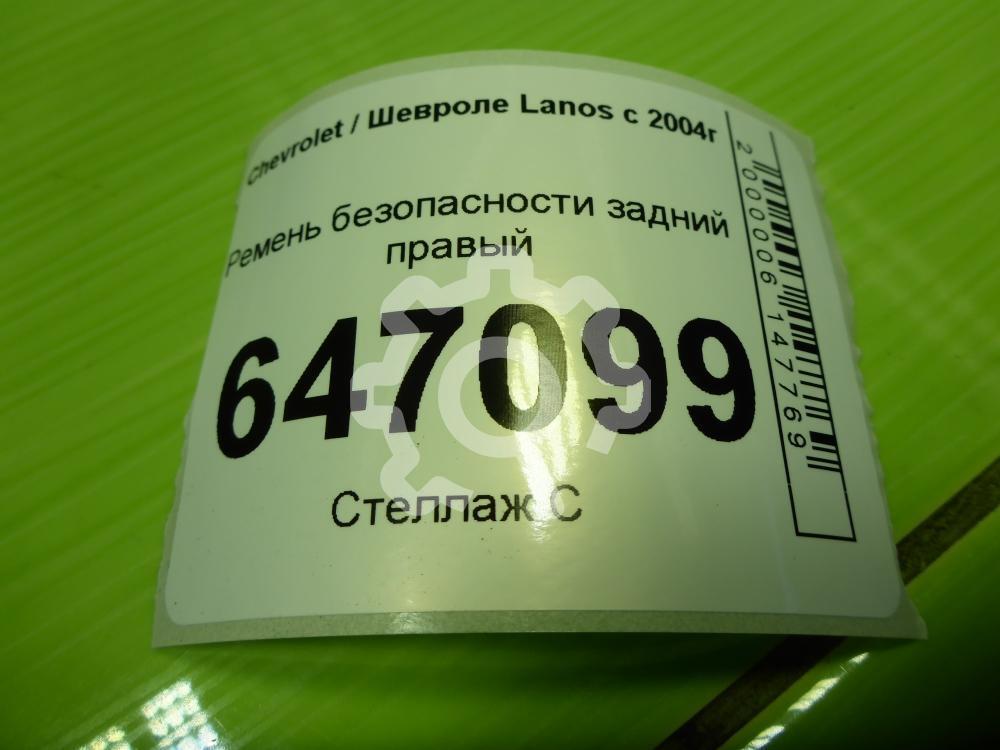 Chevrolet / Шевроле Lanos с 2004г
Ремень безопасности задний
правый
647099
Стеллаж C
2000006147769